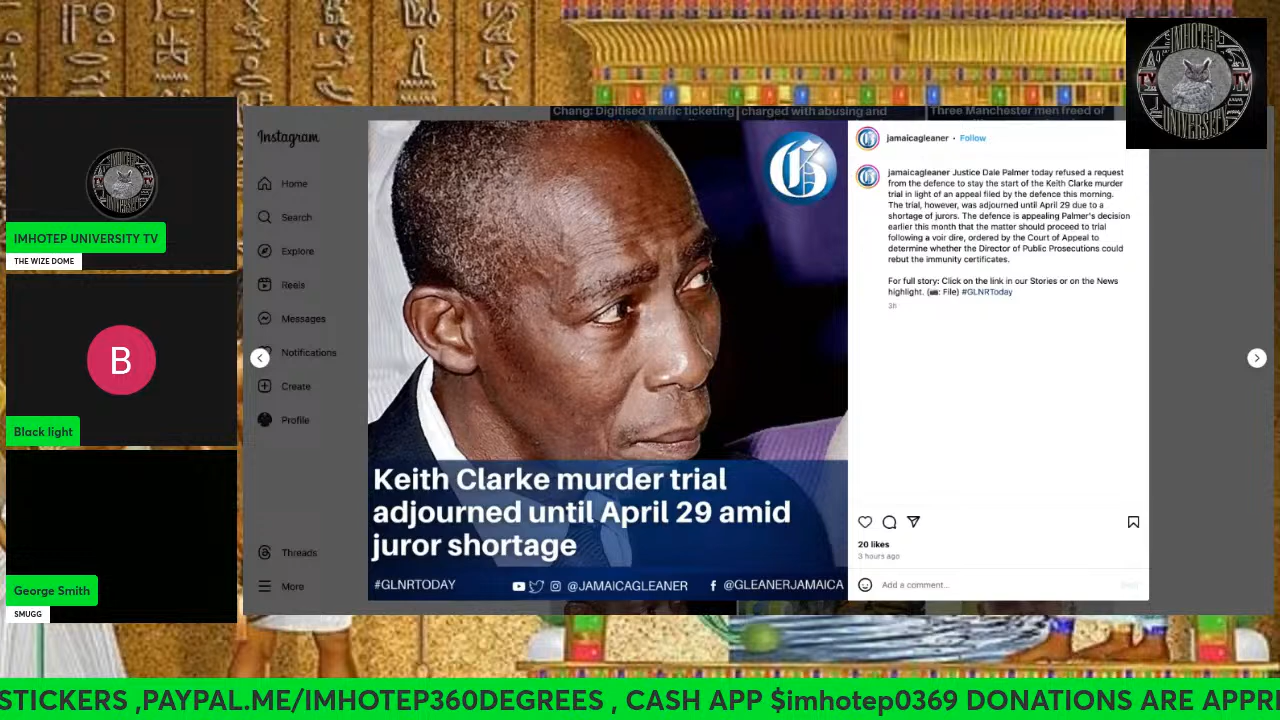 Chang: Digitised traffic ticketing
charged with abusing and
Three Manchester men freed of
IMHOTEP
TV TV
UNIVERSITY
IMHOTEP UNIVERSITY TV
THE WIZE DOME
B
Black light
George Smith
SMUGG
Instagram
Home
Search
Explore
Reels
Messages
Notifications
Create
Profile
Threads
More
G
Keith Clarke murder trial
adjourned until April 29 amid
juror shortage
#GLNRTODAY
@JAMAICAGLEANER
@GLEANERJAMAICA
jamaicagleaner • Follow
jamaicagleaner Justice Dale Palmer today refused a request
from the defence to stay the start of the Keith Clarke murder
trial in light of an appeal filed by the defence this morning.
The trial, however, was adjourned until April 29 due to a
shortage of jurors. The defence is appealing Palmer's decision
earlier this month that the matter should proceed to trial
following a voir dire, ordered by the Court of Appeal to
determine whether the Director of Public Prosecutions could
rebut the immunity certificates.
For full story: Click on the link in our Stories or on the News
highlight. (📷: File) #GLNRToday
3h
20 likes
3 hours ago
Add a comment...
STICKERS ,PAYPAL.ME/IMHOTEP360DEGREES , CASH APP $imhotep0369 DONATIONS ARE APPR